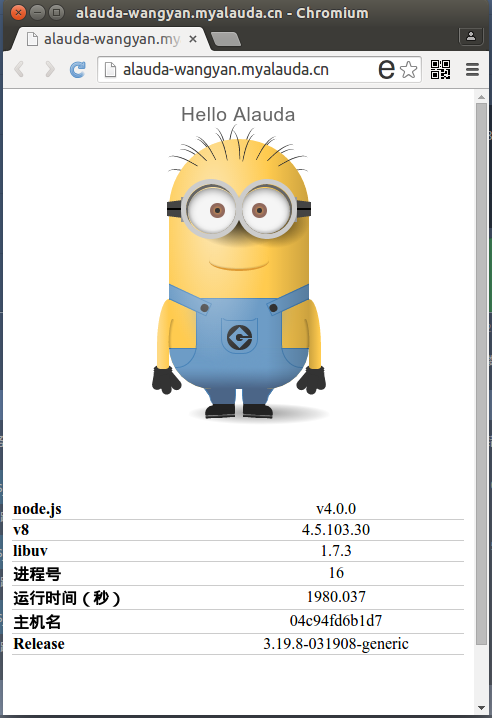 alauda-wangyan.myalauda.cn - Chromium
alauda-wangyan.my
alauda-wangyan.myalauda.cn
Hello Alauda
node.js v4.0.0
v8 4.5.103.30
libuv 1.7.3
进程号 16
运行时间（秒） 1980.037
主机名 04c94fd6b1d7
Release 3.19.8-031908-generic